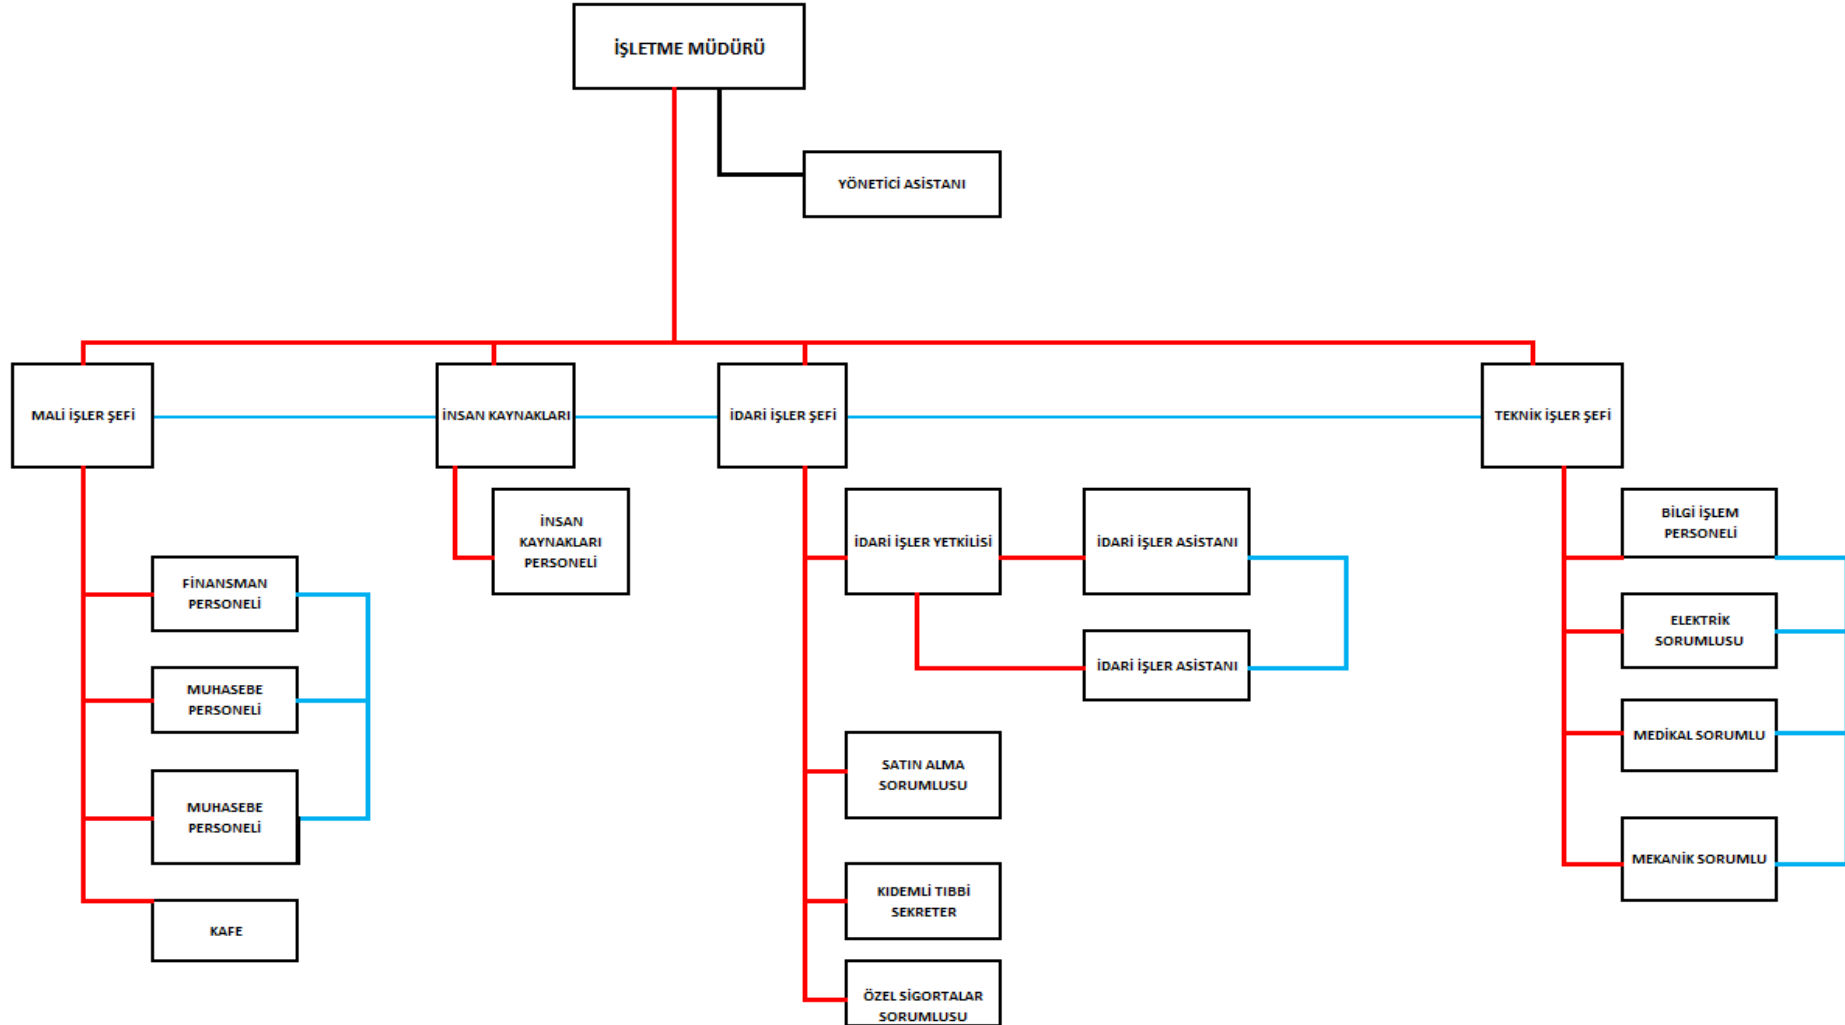 İŞLETME MÜDÜRÜ
YÖNETİCİ ASİSTANI
MALİ İŞLER ŞEFİ
İNSAN KAYNAKLARI
İDARİ İŞLER ŞEFİ
TEKNİK İŞLER ŞEFİ
FİNANSMAN
PERSONELİ
MUHASEBE
PERSONELİ
MUHASEBE
PERSONELİ
KAFE
İNSAN
KAYNAKLARI
PERSONELİ
İDARİ İŞLER YETKİLİSİ
İDARİ İŞLER ASİSTANI
İDARİ İŞLER ASİSTANI
SATIN ALMA
SORUMLUSU
KIDEMLİ TIBBİ
SEKRETER
ÖZEL SİGORTALAR
SORUMLUSU
BİLGİ İŞLEM
PERSONELİ
ELEKTRİK
SORUMLUSU
MEDİKAL SORUMLU
MEKANİK SORUMLU